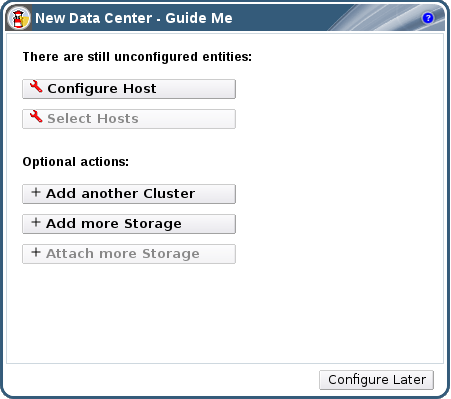 New Data Center - Guide Me
?
There are still unconfigured entities:
Configure Host
Select Hosts
Optional actions:
+ Add another Cluster
+ Add more Storage
+ Attach more Storage
Configure Later